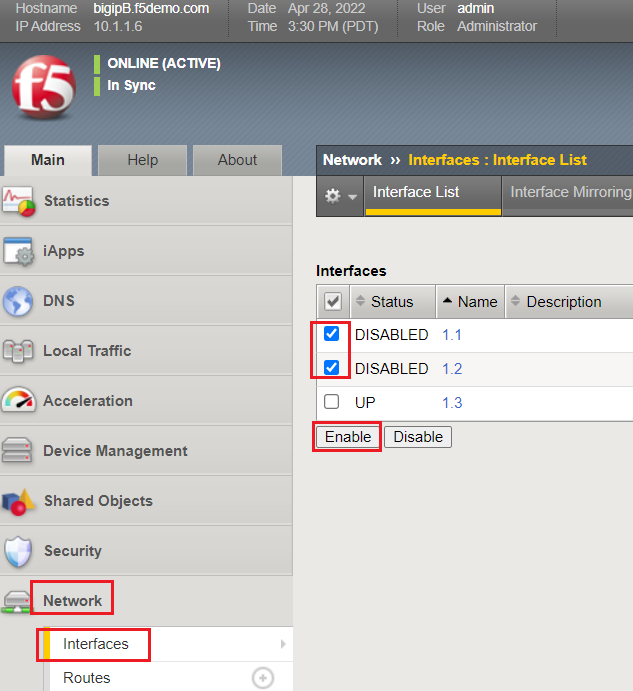 Hostname bigipB.f5demo.com Date Apr 28, 2022 User admin
IP Address 10.1.1.6 Time 3:30 PM (PDT) Role Administrator
f5
ONLINE (ACTIVE)
In Sync
Main Help About
Network ›› Interfaces : Interface List
Interface List Interface Mirroring
Statistics
iApps
DNS
Local Traffic
Acceleration
Device Management
Shared Objects
Security
Network
Interfaces
Routes
Interfaces
Status Name Description
DISABLED 1.1
DISABLED 1.2
UP 1.3
Enable Disable